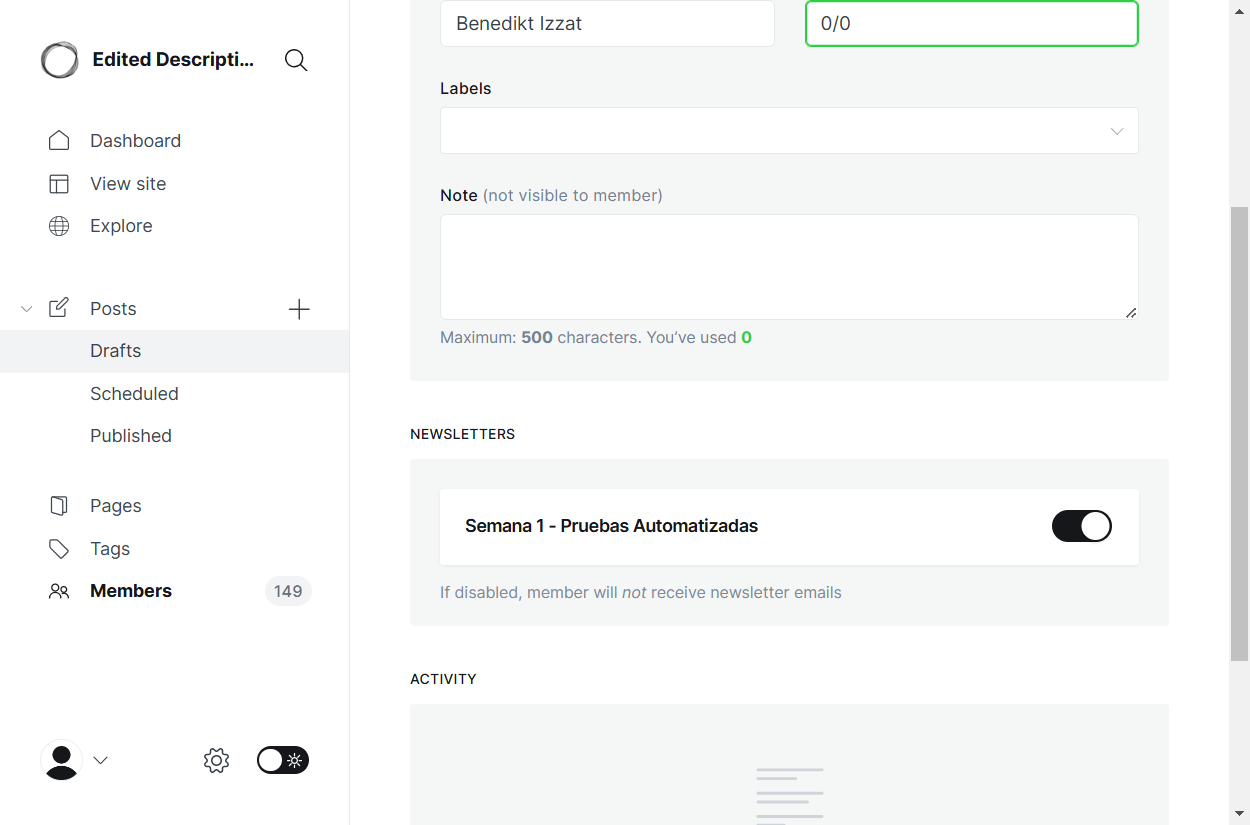 Edited Descripti...
Dashboard
View site
Explore
Posts
Drafts
Scheduled
Published
Pages
Tags
Members 149
Benedikt Izzat 0/0
Labels
Note (not visible to member)
Maximum: 500 characters. You’ve used 0
NEWSLETTERS
Semana 1 - Pruebas Automatizadas
If disabled, member will not receive newsletter emails
ACTIVITY